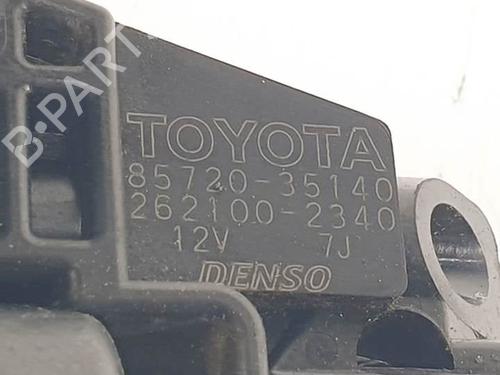 B-PART
TOYOTA
85720-35140
262100-2340
12V 7J
DENSO